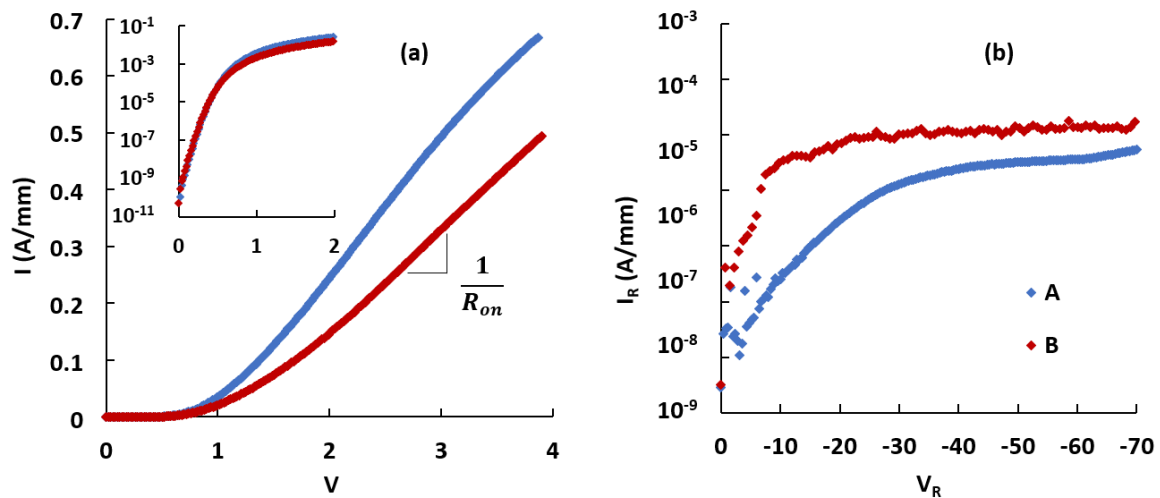 (a)
I (A/mm)
0.7
0.6
0.5
0.4
0.3
0.2
0.1
0
0 1 2 3 4
V
10⁻¹
10⁻³
10⁻⁵
10⁻⁷
10⁻⁹
10⁻¹¹
0 1 2
1
R_on
(b)
I_R (A/mm)
10⁻³
10⁻⁴
10⁻⁵
10⁻⁶
10⁻⁷
10⁻⁸
10⁻⁹
0 -10 -20 -30 -40 -50 -60 -70
V_R
A
B